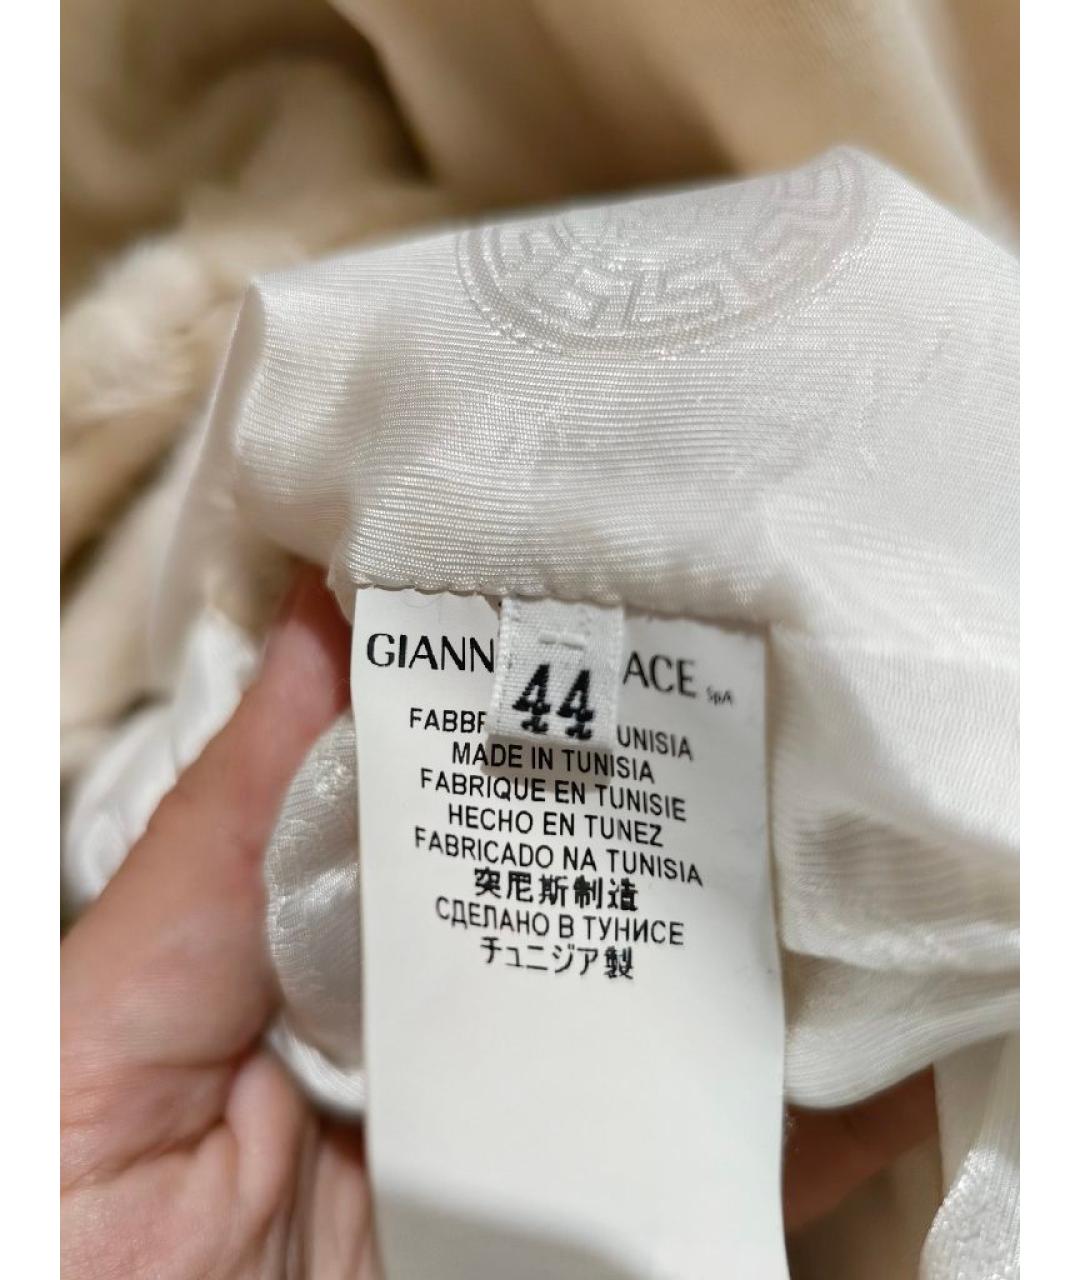 GIANN ACE SpA
44
FABBR UNISIA
MADE IN TUNISIA
FABRIQUE EN TUNISIE
HECHO EN TUNEZ
FABRICADO NA TUNISIA
突尼斯制造
СДЕЛАНО В ТУНИСЕ
チュニジア製